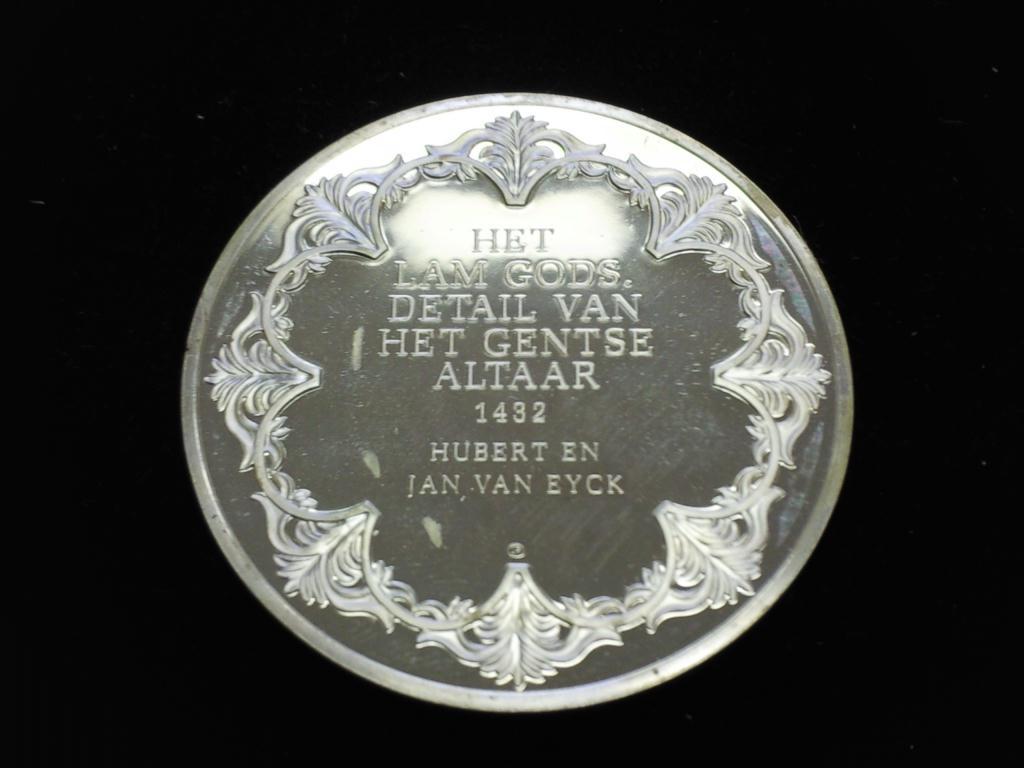 HET
LAM GODS.
DETAIL VAN
HET GENTSE
ALTAAR
1432
HUBERT EN
JAN VAN EYCK